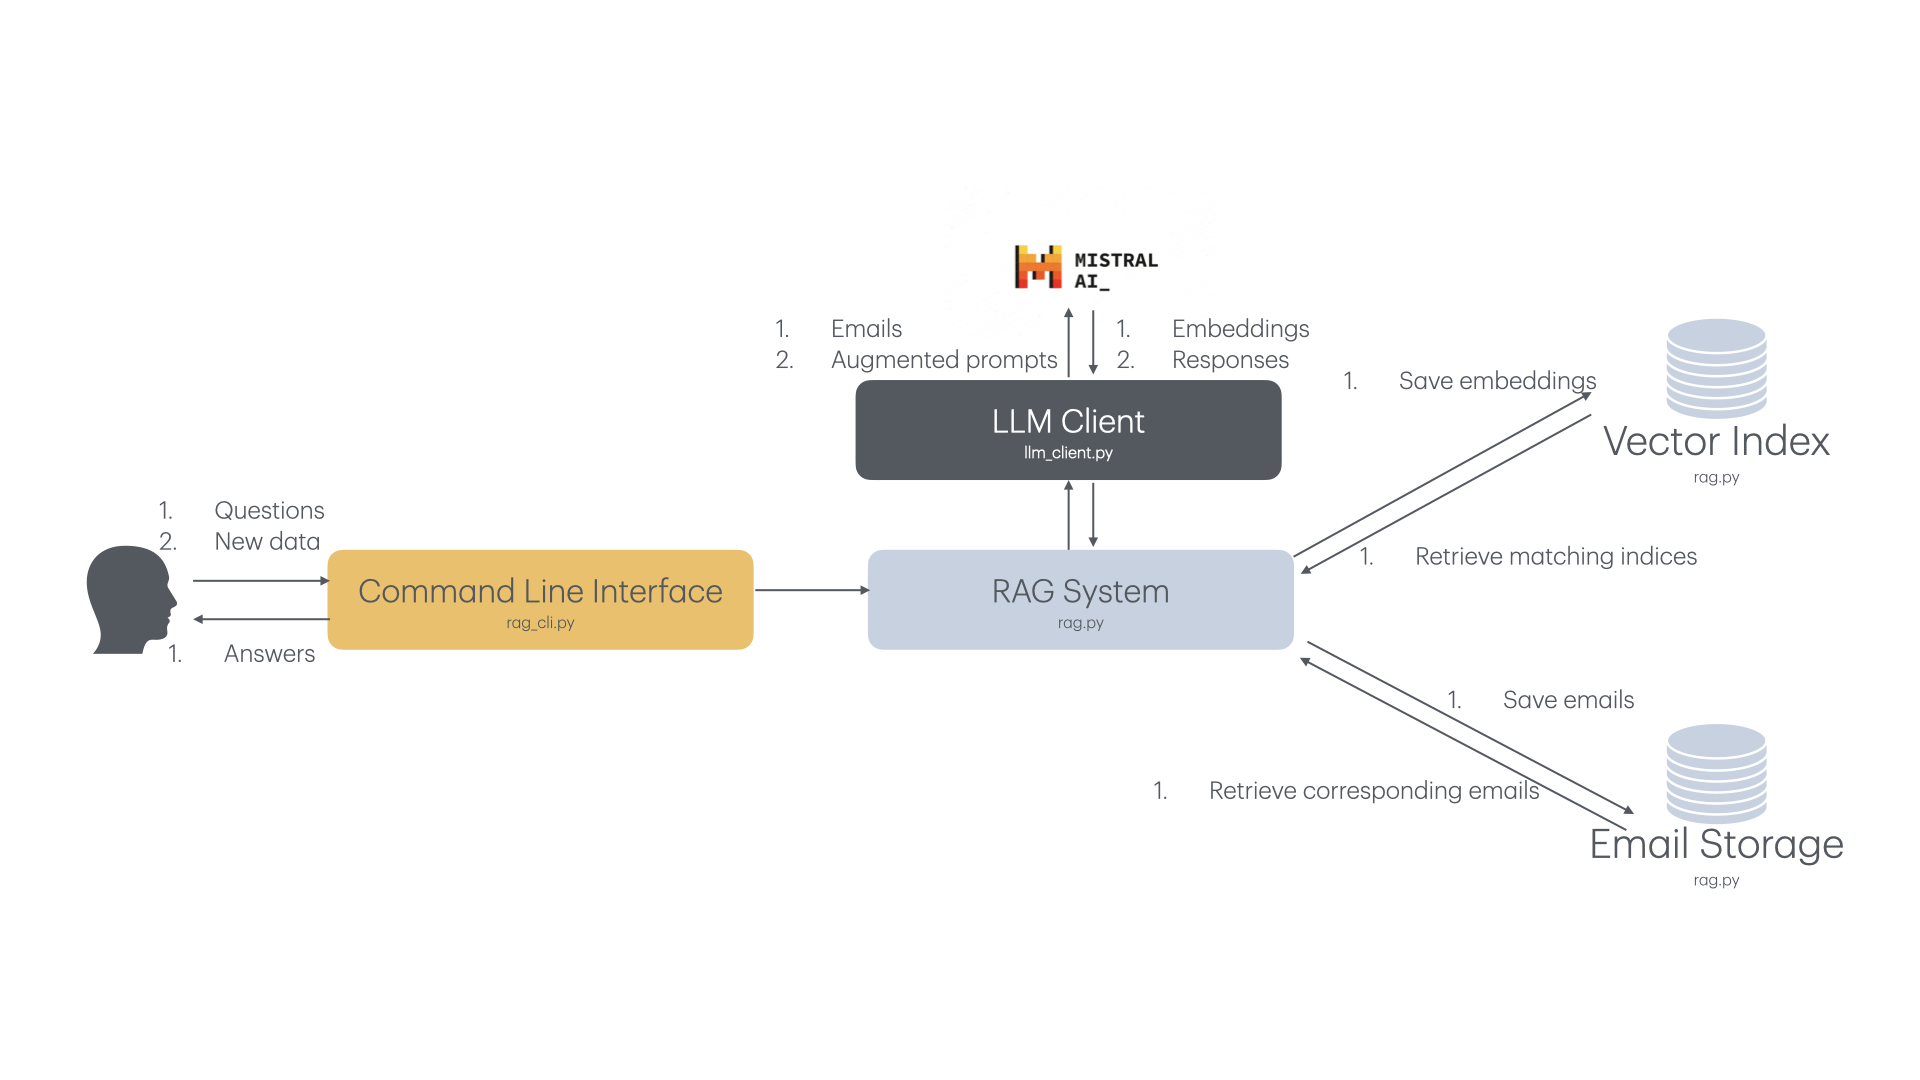 MISTRAL
AI_
1. Emails
2. Augmented prompts
1. Embeddings
2. Responses
LLM Client
llm_client.py
1. Save embeddings
Vector Index
rag.py
1. Questions
2. New data
1. Answers
Command Line Interface
rag_cli.py
RAG System
rag.py
1. Retrieve matching indices
1. Save emails
1. Retrieve corresponding emails
Email Storage
rag.py